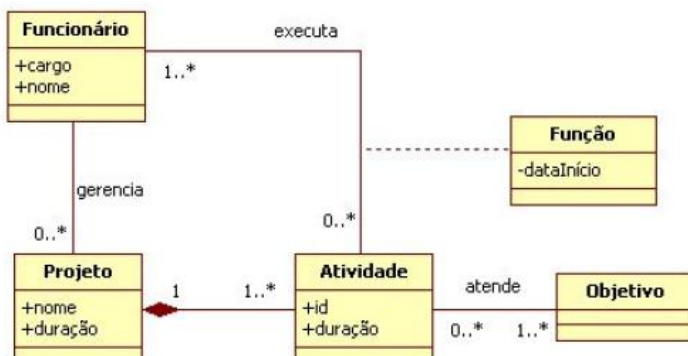 Funcionário
+cargo
+nome
executa
1..*
Função
-dataInício
gerencia
0..*
0..*
Projeto
+nome
+duração
1
1..*
Atividade
+id
+duração
atende
0..*
1..*
Objetivo